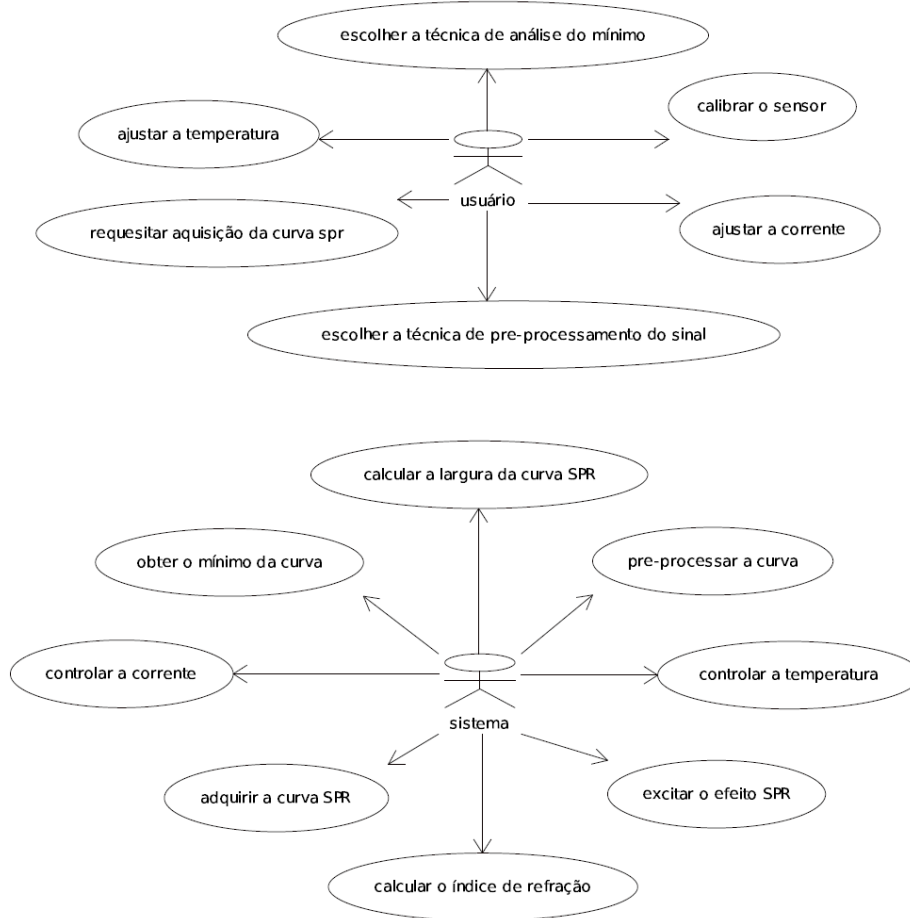 escolher a técnica de análise do mínimo
calibrar o sensor
ajustar a temperatura
usuário
requesitar aquisição da curva spr
ajustar a corrente
escolher a técnica de pre-processamento do sinal
calcular a largura da curva SPR
obter o mínimo da curva
pre-processar a curva
controlar a corrente
controlar a temperatura
sistema
adquirir a curva SPR
excitar o efeito SPR
calcular o índice de refração